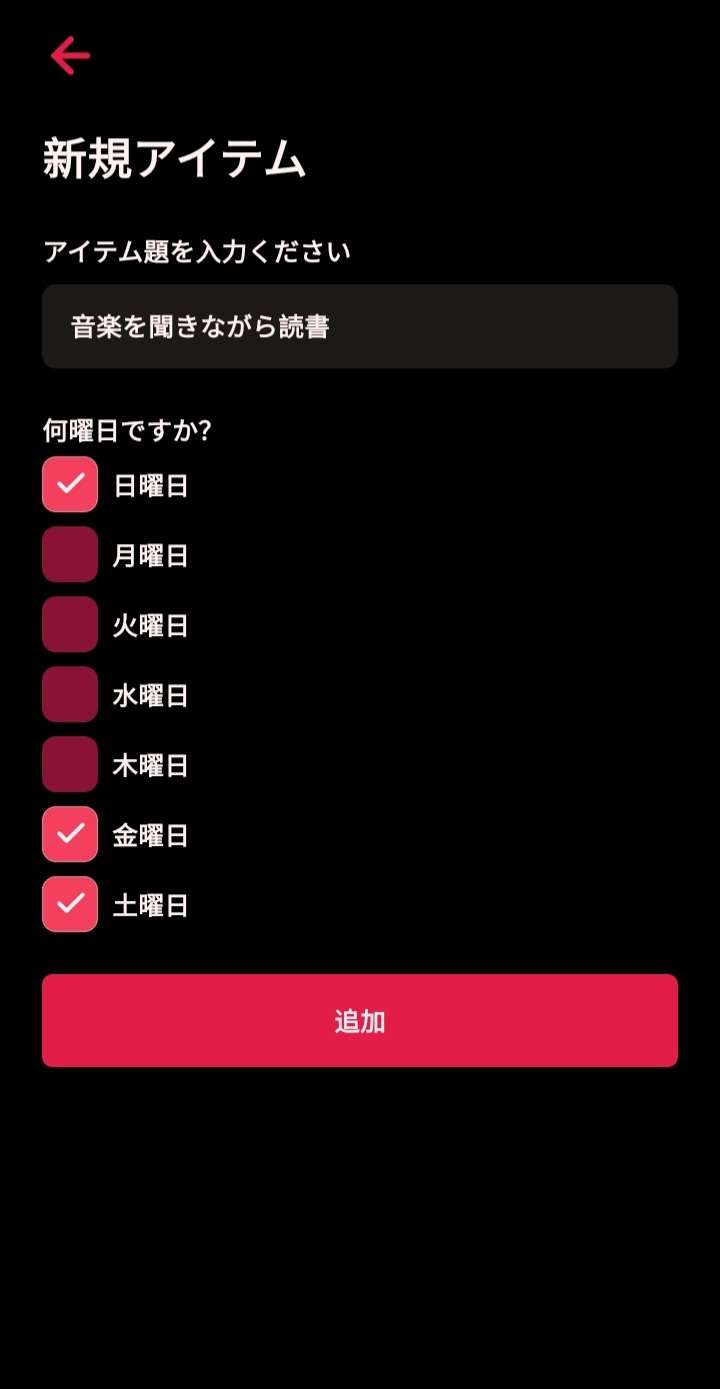 新規アイテム
アイテム題を入力ください
音楽を聞きながら読書
何曜日ですか?
日曜日
月曜日
火曜日
水曜日
木曜日
金曜日
土曜日
追加